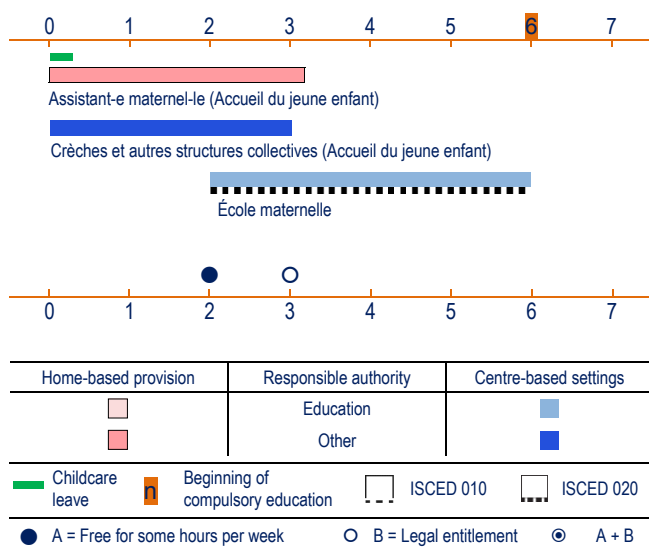 0 1 2 3 4 5 6 7
Assistant-e maternel-le (Accueil du jeune enfant)
Crèches et autres structures collectives (Accueil du jeune enfant)
École maternelle
0 1 2 3 4 5 6 7
Home-based provision Responsible authority Centre-based settings
Education
Other
Childcare leave n Beginning of compulsory education ISCED 010 ISCED 020
A = Free for some hours per week B = Legal entitlement A + B